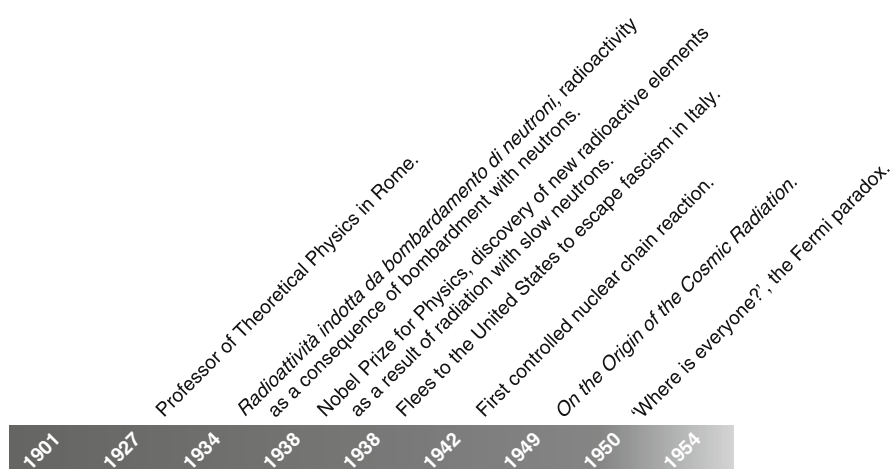 Professor of Theoretical Physics in Rome.
Radioattività indotta da bombardamento di neutroni, radioactivity
as a consequence of bombardment with neutrons.
Nobel Prize for Physics, discovery of new radioactive elements
as a result of radiation with slow neutrons.
Flees to the United States to escape fascism in Italy.
First controlled nuclear chain reaction.
On the Origin of the Cosmic Radiation.
‘Where is everyone?’, the Fermi paradox.
1901 1927 1934 1938 1938 1942 1949 1950 1954